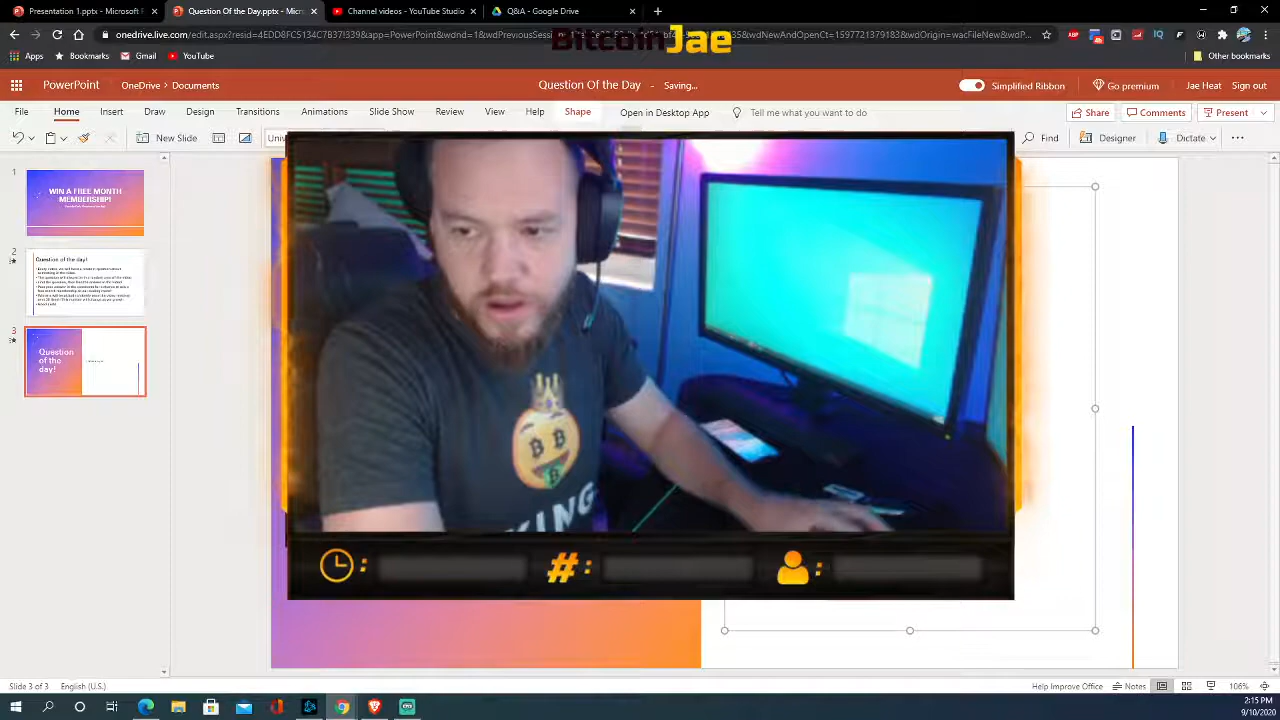 Presentation 1.pptx - Microsoft
Question Of the Day.pptx - Micr
Channel videos - YouTube Studio
Q&A - Google Drive
BitcoinJae
Apps
Bookmarks
Gmail
YouTube
Other bookmarks
PowerPoint
OneDrive > Documents
Question Of the Day - Saving...
Simplified Ribbon
Go premium
Jae Heat
Sign out
File
Home
Insert
Draw
Design
Transitions
Animations
Slide Show
Review
View
Help
Shape
Open in Desktop App
Tell me what you want to do
Share
Comments
Present
New Slide
Find
Designer
Dictate
1
WIN A FREE MONTH
MEMBERSHIP!
2
Question of the day!
3
Question
of the
day!
KING
:
# :
:
Slide 3 of 3
English (U.S.)
Help Improve Office
Notes
106%
2:15 PM
9/10/2020